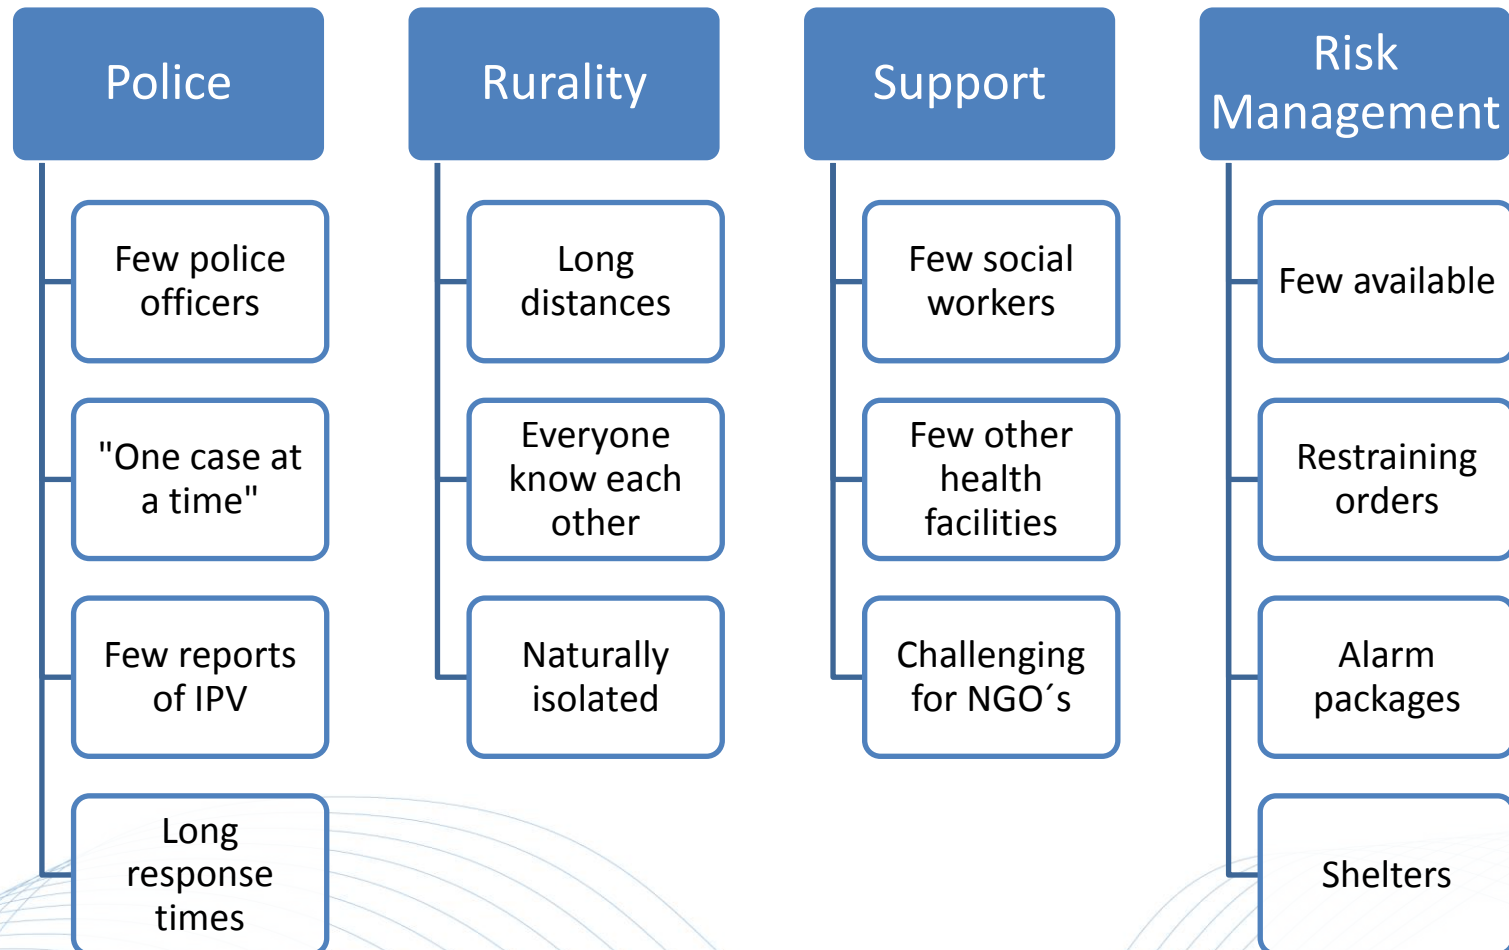 Police
Few police
officers
"One case at
a time"
Few reports
of IPV
Long
response
times
Rurality
Long
distances
Everyone
know each
other
Naturally
isolated
Support
Few social
workers
Few other
health
facilities
Challenging
for NGO´s
Risk
Management
Few available
Restraining
orders
Alarm
packages
Shelters